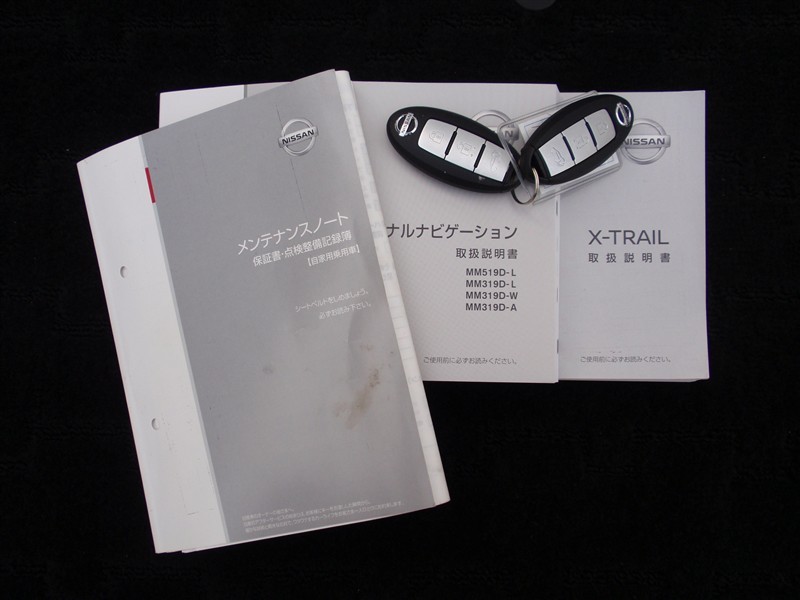 NISSAN
メンテナンスノート
保証書・点検整備記録簿
【自家用乗用車】
シートベルトをしめましょう。
必ずお読み下さい。
ナルナビゲーション
取扱説明書
MM519D-L
MM319D-L
MM319D-W
MM319D-A
ご使用前に必ずお読みください。
NISSAN
X-TRAIL
取扱説明書
ご使用前に必ずお読みください。